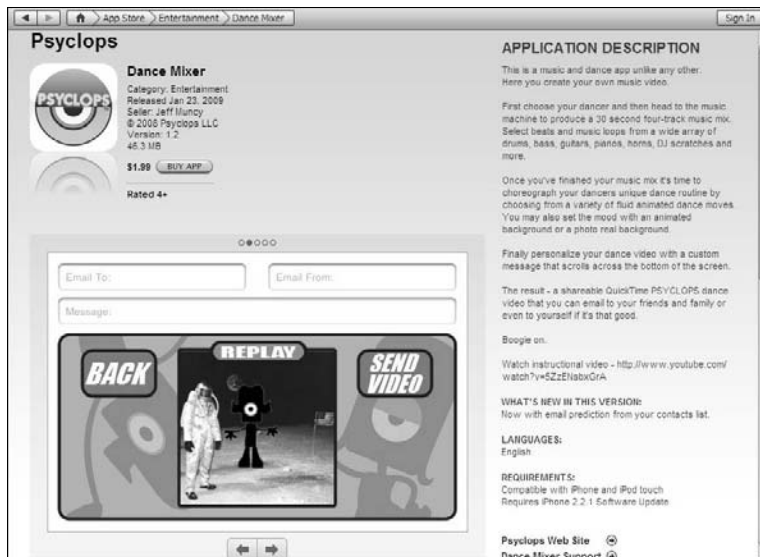 App Store Entertainment Dance Mixer
Sign In
Psyclops
PSYCLOPS
Dance Mixer
Category: Entertainment
Released Jan 23, 2009
Seller: Jeff Muncy
© 2008 Psyclops LLC
Version: 1.2
46.3 MB
$1.99 BUY APP
Rated 4+
Email To:
Email From:
Message:
BACK
REPLAY
SEND
VIDEO
APPLICATION DESCRIPTION
This is a music and dance app unlike any other.
Here you create your own music video.
First choose your dancer and then head to the music
machine to produce a 30 second four-track music mix.
Select beats and music loops from a wide array of
drums, bass, guitars, pianos, horns, DJ scratches and
more.
Once you've finished your music mix it's time to
choreograph your dancers unique dance routine by
choosing from a variety of fluid animated dance moves.
You may also set the mood with an animated
background or a photo real background.
Finally personalize your dance video with a custom
message that scrolls across the bottom of the screen.
The result - a shareable QuickTime PSYCLOPS dance
video that you can email to your friends and family or
even to yourself if it's that good.
Boogie on.
Watch instructional video - http://www.youtube.com/
watch?v=5ZzENsbxGrA
WHAT'S NEW IN THIS VERSION:
Now with email prediction from your contacts list.
LANGUAGES:
English
REQUIREMENTS:
Compatible with iPhone and iPod touch
Requires iPhone 2.2.1 Software Update
Psyclops Web Site
Dance Mixer Support